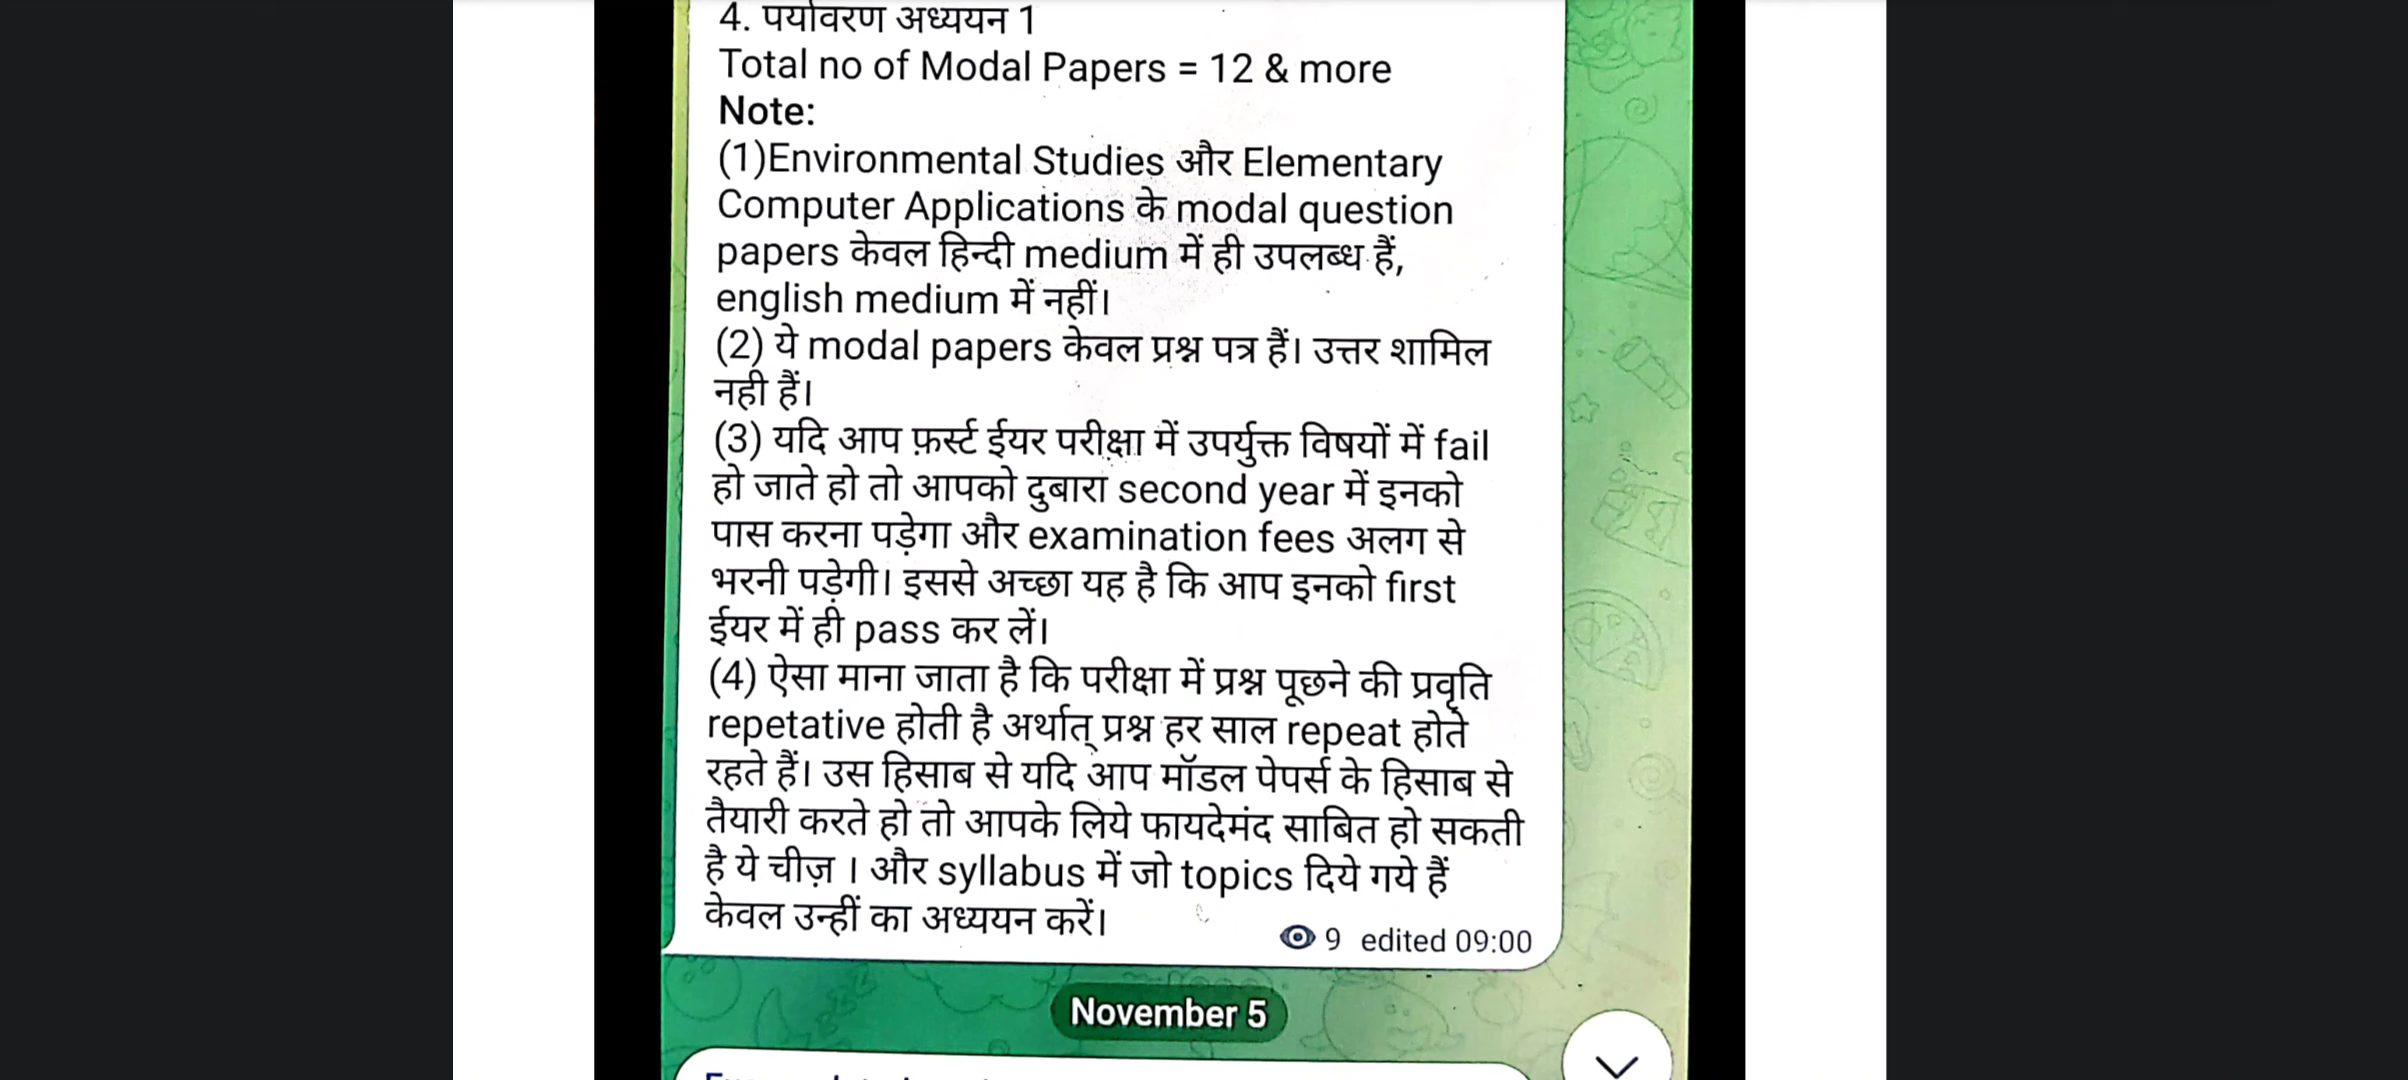 4. पर्यावरण अध्ययन 1
Total no of Modal Papers = 12 & more
Note:
(1)Environmental Studies और Elementary
Computer Applications के modal question
papers केवल हिन्दी medium में ही उपलब्ध हैं,
english medium में नहीं।
(2) ये modal papers केवल प्रश्न पत्र हैं। उत्तर शामिल
नही हैं।
(3) यदि आप फ़र्स्ट ईयर परीक्षा में उपर्युक्त विषयों में fail
हो जाते हो तो आपको दुबारा second year में इनको
पास करना पड़ेगा और examination fees अलग से
भरनी पड़ेगी। इससे अच्छा यह है कि आप इनको first
ईयर में ही pass कर लें।
(4) ऐसा माना जाता है कि परीक्षा में प्रश्न पूछने की प्रवृति
repetative होती है अर्थात् प्रश्न हर साल repeat होते
रहते हैं। उस हिसाब से यदि आप मॉडल पेपर्स के हिसाब से
तैयारी करते हो तो आपके लिये फायदेमंद साबित हो सकती
है ये चीज़ । और syllabus में जो topics दिये गये हैं
केवल उन्हीं का अध्ययन करें।
9 edited 09:00
November 5